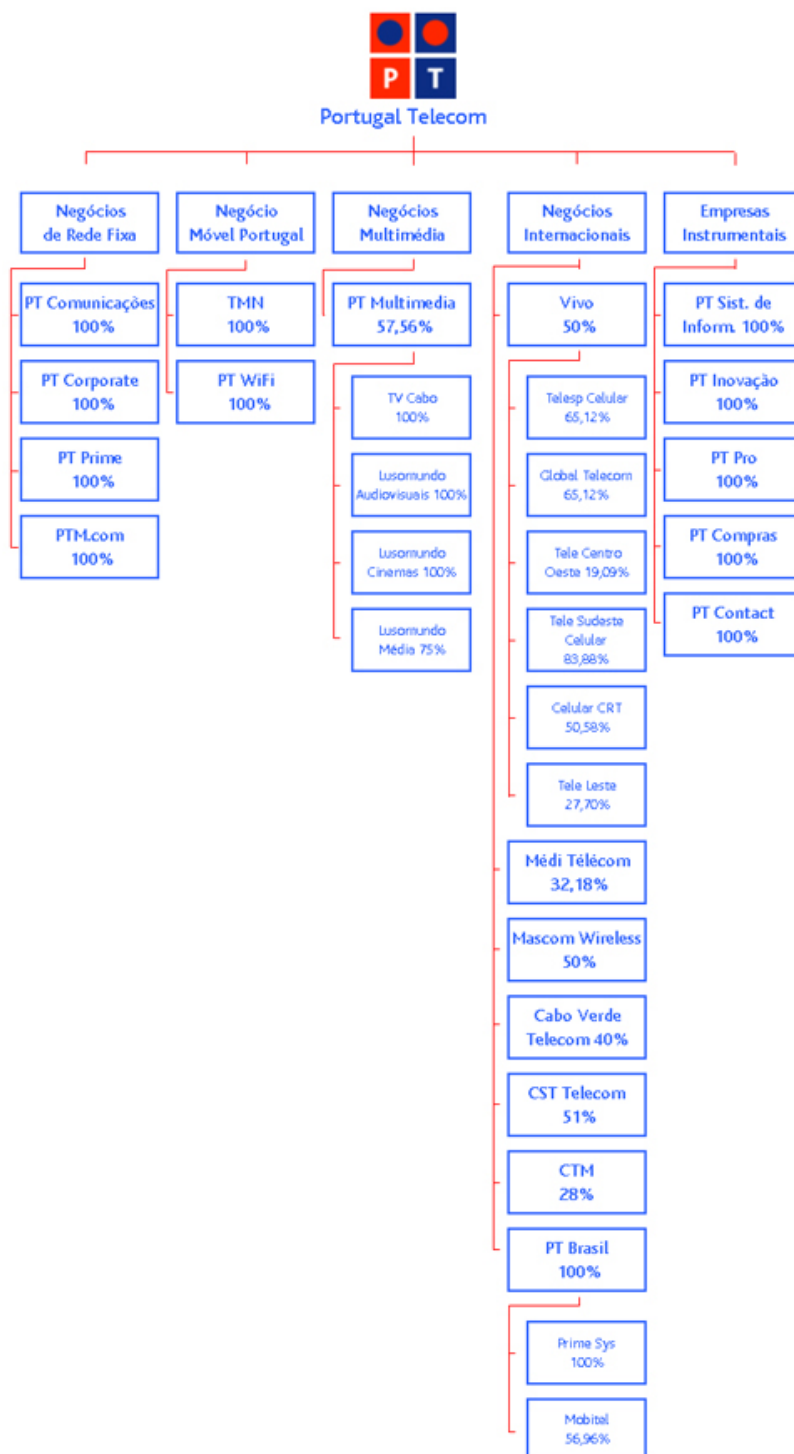 P T
Portugal Telecom
Negócios
de Rede Fixa
PT Comunicações
100%
PT Corporate
100%
PT Prime
100%
PTM.com
100%
Negócio
Móvel Portugal
TMN
100%
PT WiFi
100%
Negócios
Multimédia
PT Multimedia
57,56%
TV Cabo
100%
Lusomundo
Audiovisuais 100%
Lusomundo
Cinemas 100%
Lusomundo
Média 75%
Negócios
Internacionais
Vivo
50%
Telesp Celular
65,12%
Global Telecom
65,12%
Tele Centro
Oeste 19,09%
Tele Sudeste
Celular
83,88%
Celular CRT
50,58%
Tele Leste
27,70%
Médi Télécom
32,18%
Mascom Wireless
50%
Cabo Verde
Telecom 40%
CST Telecom
51%
CTM
28%
PT Brasil
100%
Prime Sys
100%
Mobitel
56,96%
Empresas
Instrumentais
PT Sist. de
Inform. 100%
PT Inovação
100%
PT Pro
100%
PT Compras
100%
PT Contact
100%